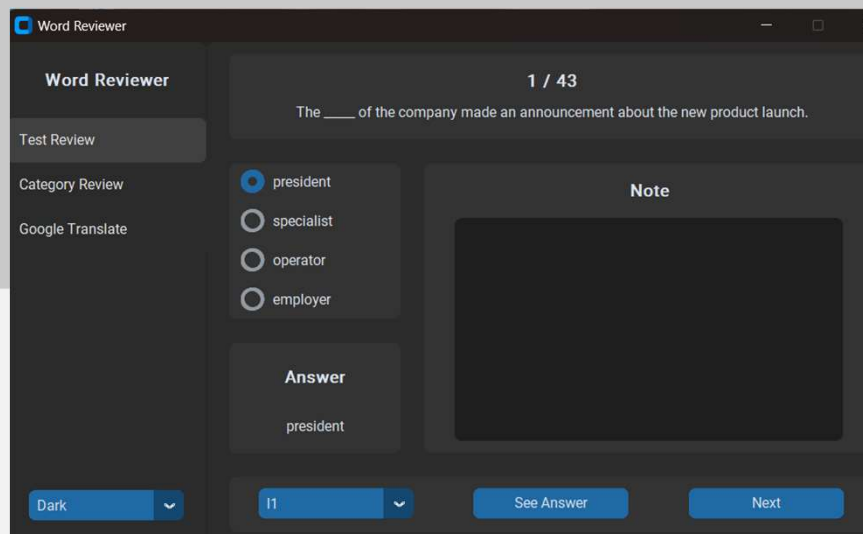 Word Reviewer
Word Reviewer
Test Review
Category Review
Google Translate
Dark
1 / 43
The ____ of the company made an announcement about the new product launch.
president
specialist
operator
employer
Answer
president
Note
l1
See Answer
Next